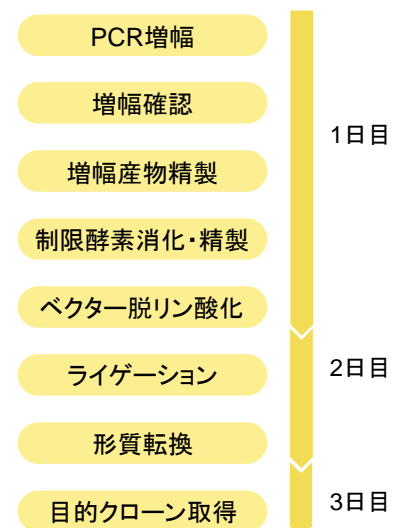 PCR増幅
増幅確認
1日目
増幅産物精製
制限酵素消化・精製
ベクター脱リン酸化
ライゲーション
2日目
形質転換
目的クローン取得
3日目